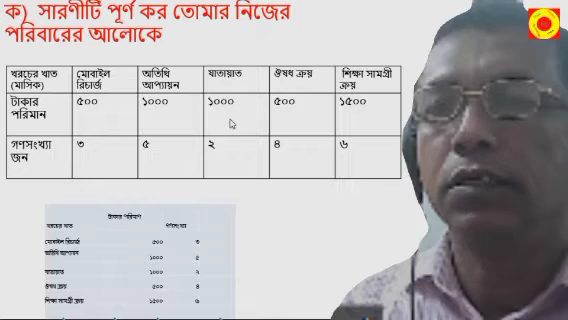 ক) সারণীটি পূর্ণ কর তোমার নিজের
পরিবারের আলোকে
খরচের খাত (মাসিক) মোবাইল রিচার্জ অতিথি আপ্যায়ন যাতায়াত ঔষধ ক্রয় শিক্ষা সামগ্রী ক্রয়
টাকার পরিমান ৫০০ ১০০০ ১০০০ ৫০০ ১৫০০
গণসংখ্যা জন ৩ ৫ ২ ৪ ৬
টাকার পরিমাণ
খরচের খাত গণসংখ্যা
মোবাইল রিচার্জ ৫০০ ৩
অতিথি আপ্যায়ন
১০০০ ৫
যাতায়াত ১০০০ ২
ঔষধ ক্রয় ৫০০ ৪
শিক্ষা সামগ্রী ক্রয় ১৫০০ ৬